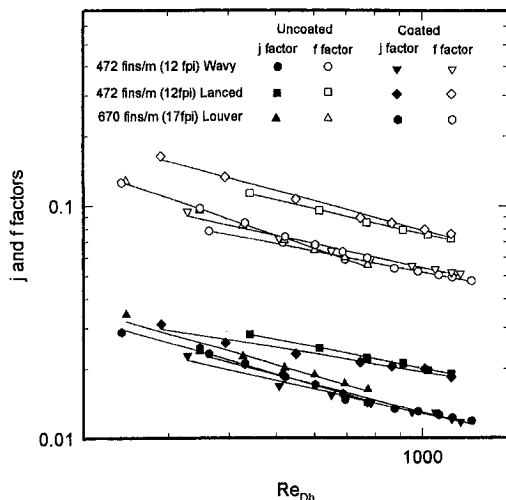 Uncoated Coated
j factor f factor j factor f factor
472 fins/m (12 fpi) Wavy
472 fins/m (12fpi) Lanced
670 fins/m (17fpi) Louver
0.1
0.01
j and f factors
1000
Re_Dh